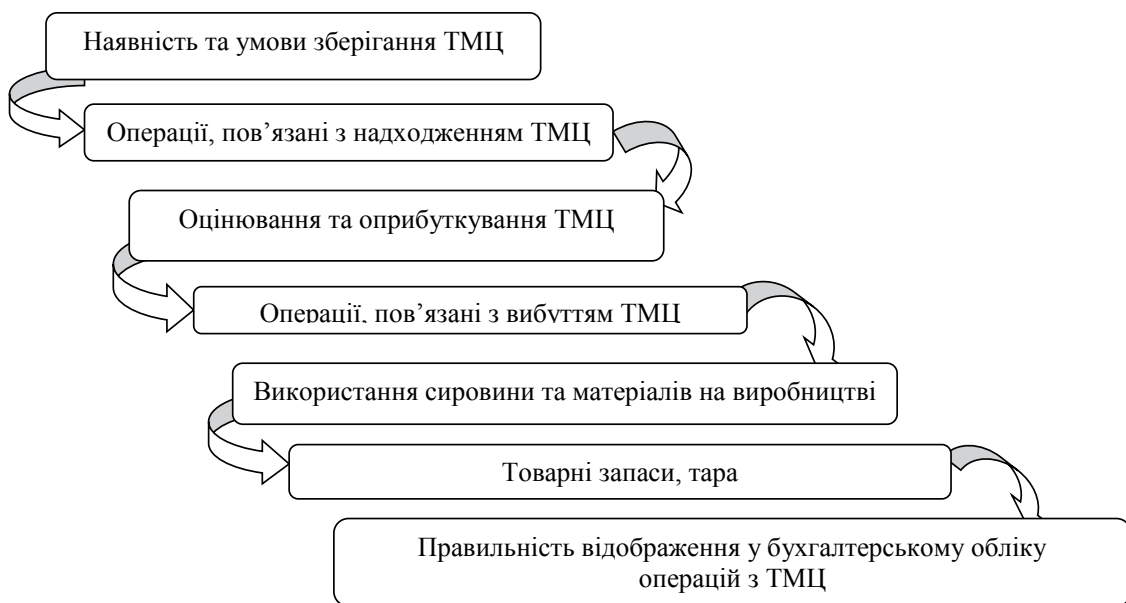 Наявність та умови зберігання ТМЦ
Операції, пов’язані з надходженням ТМЦ
Оцінювання та оприбуткування ТМЦ
Операції, пов’язані з вибуттям ТМЦ
Використання сировини та матеріалів на виробництві
Товарні запаси, тара
Правильність відображення у бухгалтерському обліку
операцій з ТМЦ